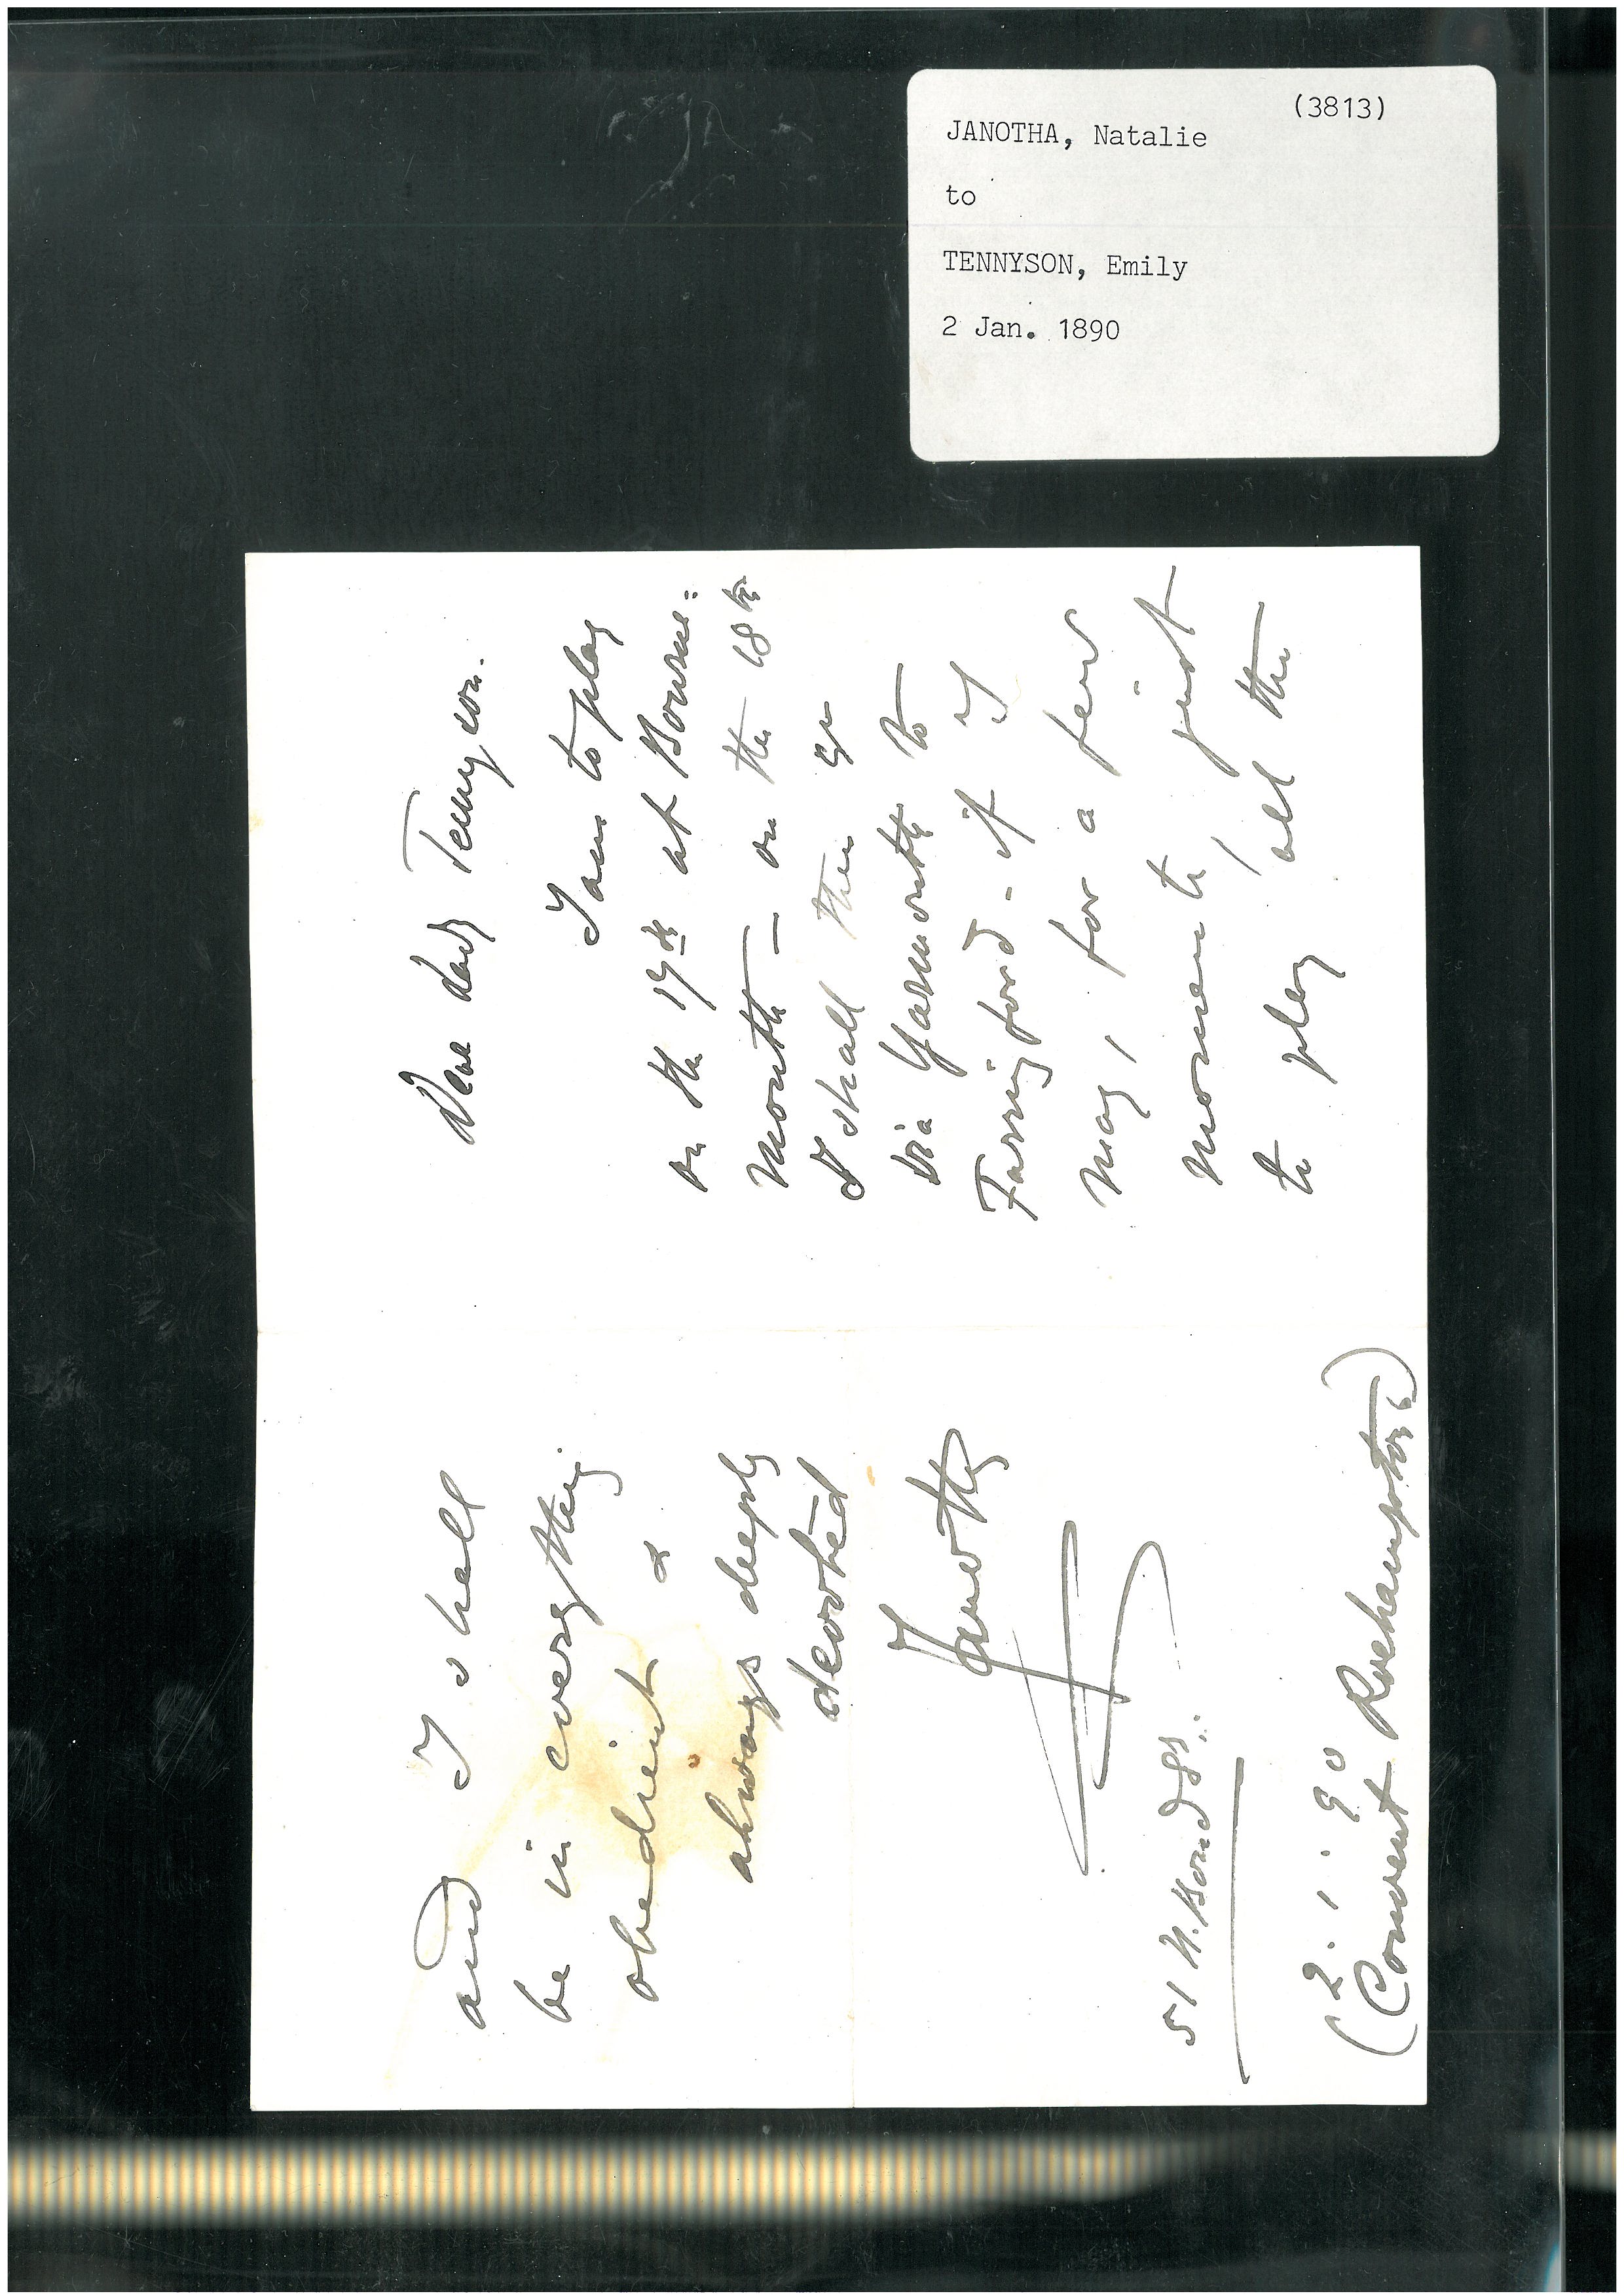 (3813)
JANOTHA, Natalie
to
TENNYSON, Emily
2 Jan. 1890
Dear Lady Tennyson.
I am to play
on the 17th at Bourne:
mouth — on the 18th
I shall then go
via Yarmouth to
Farringford - if I
may, for a few
moments, just
to play all the
and I shall
be in everything
obedient &
always deeply
devoted
Janotha
51 N. Bond St.:
(2. 1. 90
(Convent Roehampton)